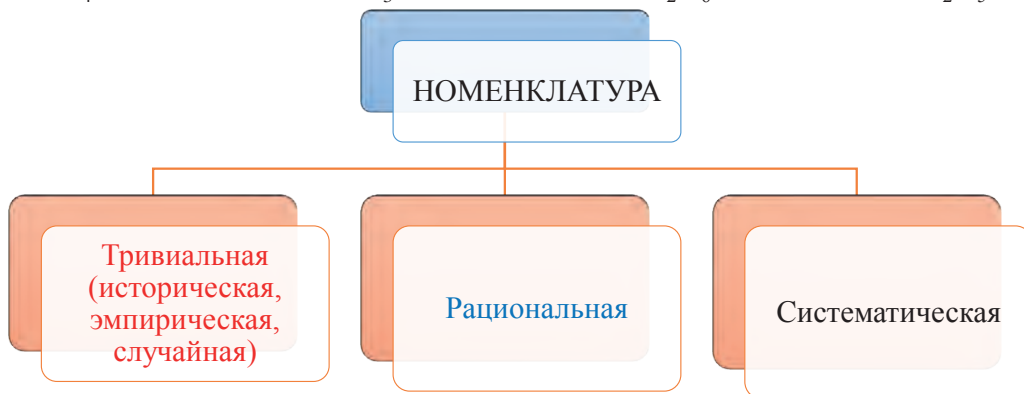 НОМЕНКЛАТУРА
Тривиальная
(историческая,
эмпирическая,
случайная)
Рациональная
Систематическая